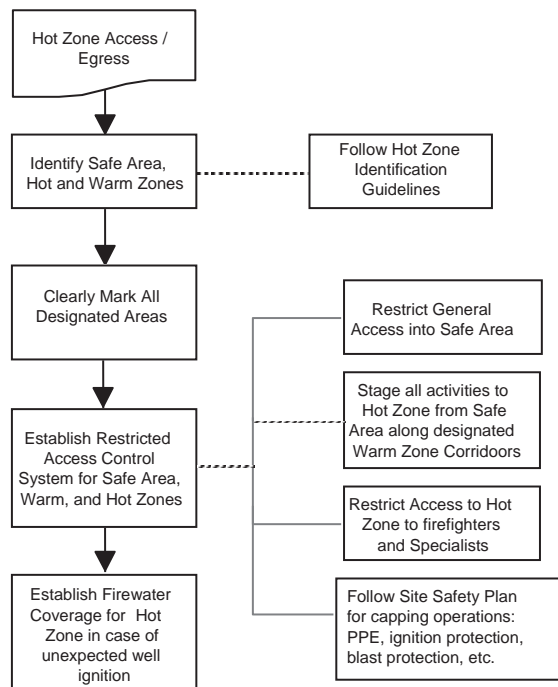 Hot Zone Access /
Egress
Identify Safe Area,
Hot and Warm Zones
Follow Hot Zone
Identification
Guidelines
Clearly Mark All
Designated Areas
Restrict General
Access into Safe Area
Stage all activities to
Hot Zone from Safe
Area along designated
Warm Zone Corridoors
Establish Restricted
Access Control
System for Safe Area,
Warm, and Hot Zones
Restrict Access to Hot
Zone to firefighters
and Specialists
Establish Firewater
Coverage for Hot
Zone in case of
unexpected well
ignition
Follow Site Safety Plan
for capping operations:
PPE, ignition protection,
blast protection, etc.